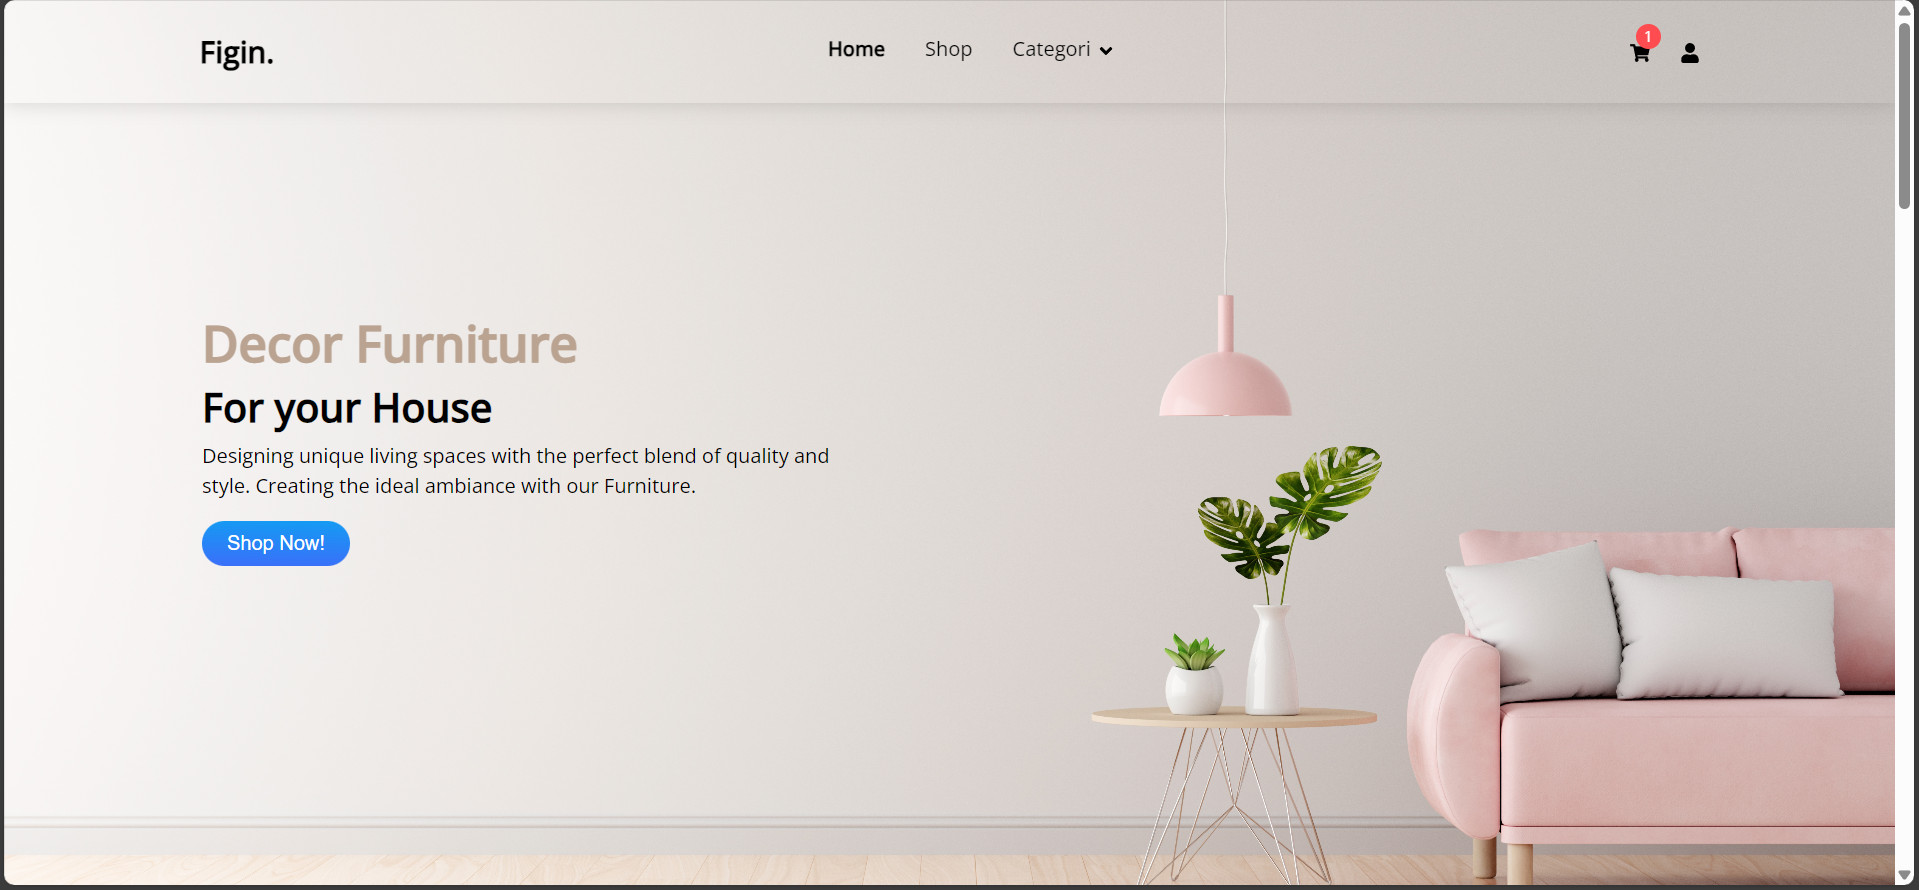 Figin.
Home Shop Categori
1
Decor Furniture
For your House
Designing unique living spaces with the perfect blend of quality and
style. Creating the ideal ambiance with our Furniture.
Shop Now!